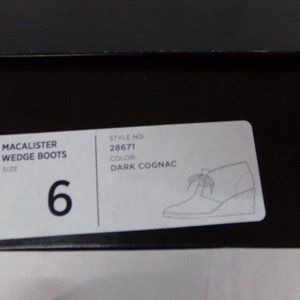 MACALISTER
WEDGE BOOTS
SIZE
6
STYLE NO.
28671
COLOR
DARK COGNAC